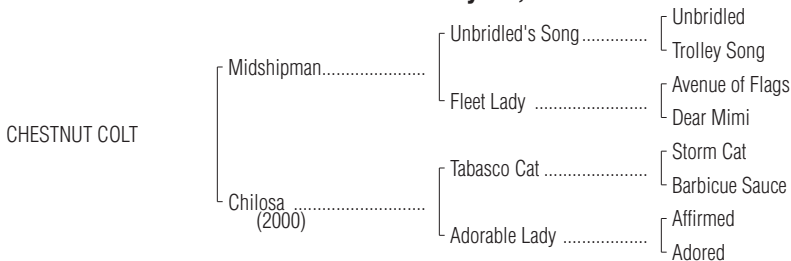 Unbridled
Unbridled's Song ..............
Trolley Song
Midshipman......................
Avenue of Flags
Fleet Lady ........................
Dear Mimi
CHESTNUT COLT
Storm Cat
Tabasco Cat ......................
Barbicue Sauce
Chilosa ............................
(2000)
Affirmed
Adorable Lady ..................
Adored